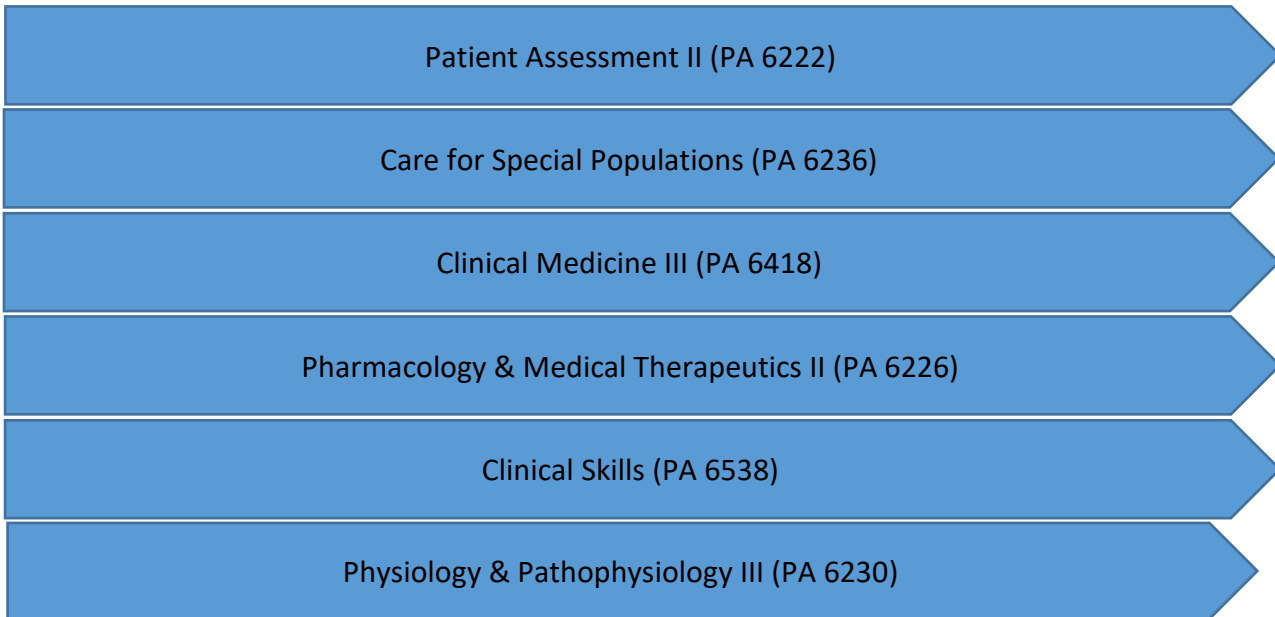 Patient Assessment II (PA 6222)
Care for Special Populations (PA 6236)
Clinical Medicine III (PA 6418)
Pharmacology & Medical Therapeutics II (PA 6226)
Clinical Skills (PA 6538)
Physiology & Pathophysiology III (PA 6230)